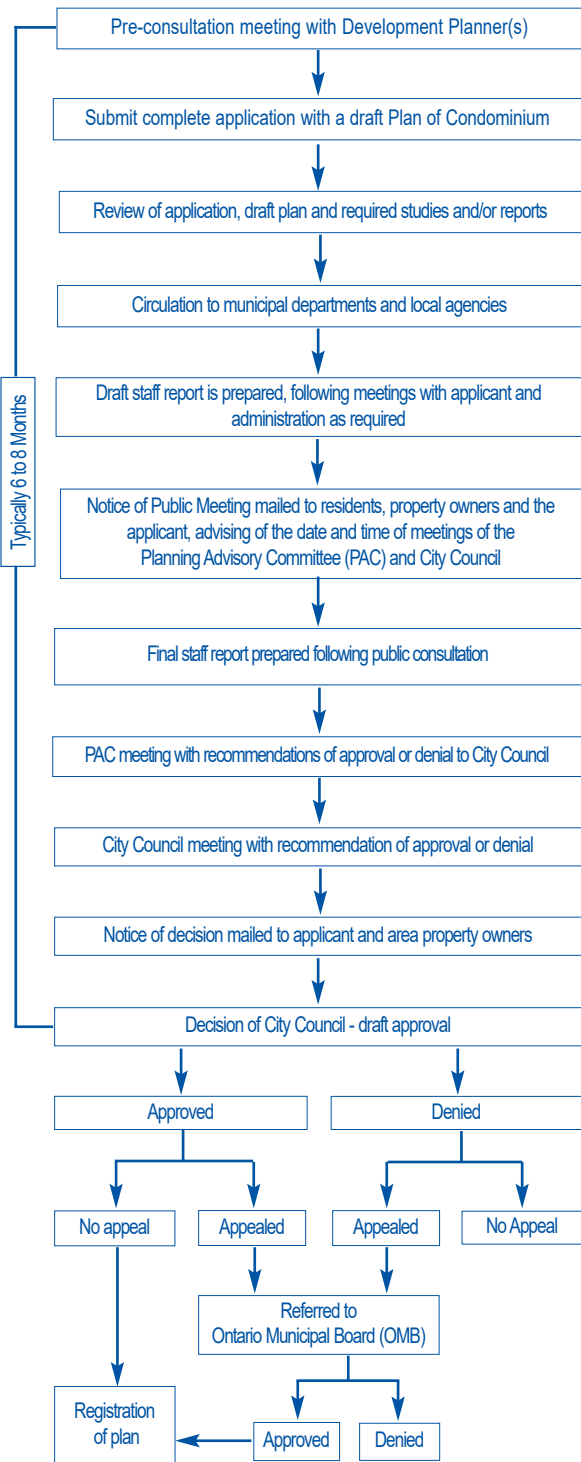 Pre-consultation meeting with Development Planner(s)
Submit complete application with a draft Plan of Condominium
Review of application, draft plan and required studies and/or reports
Circulation to municipal departments and local agencies
Typically 6 to 8 Months
Draft staff report is prepared, following meetings with applicant and
administration as required
Notice of Public Meeting mailed to residents, property owners and the
applicant, advising of the date and time of meetings of the
Planning Advisory Committee (PAC) and City Council
Final staff report prepared following public consultation
PAC meeting with recommendations of approval or denial to City Council
City Council meeting with recommendation of approval or denial
Notice of decision mailed to applicant and area property owners
Decision of City Council - draft approval
Approved
Denied
No appeal
Appealed
Appealed
No Appeal
Referred to
Ontario Municipal Board (OMB)
Registration
of plan
Approved
Denied